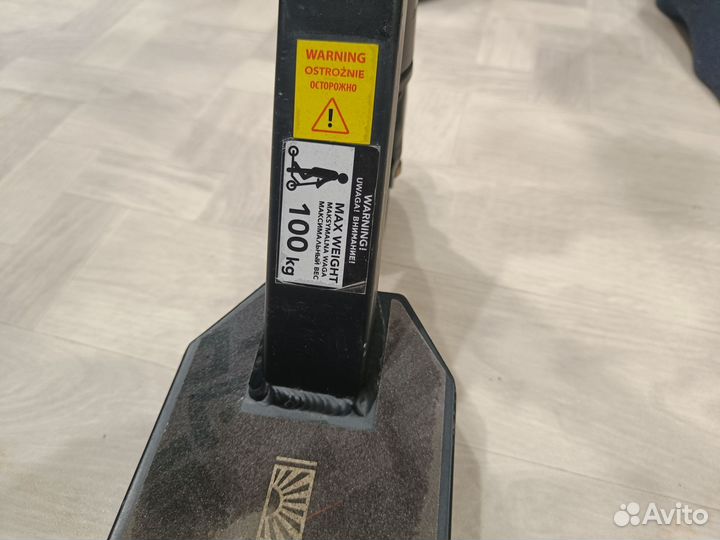 WARNING
OSTROŻNIE
ОСТОРОЖНО
!
WARNING!
UWAGA! ВНИМАНИЕ!
MAX WEIGHT
MAKSYMALNA WAGA
МАКСИМАЛЬНЫЙ ВЕС
100 kg
Avito